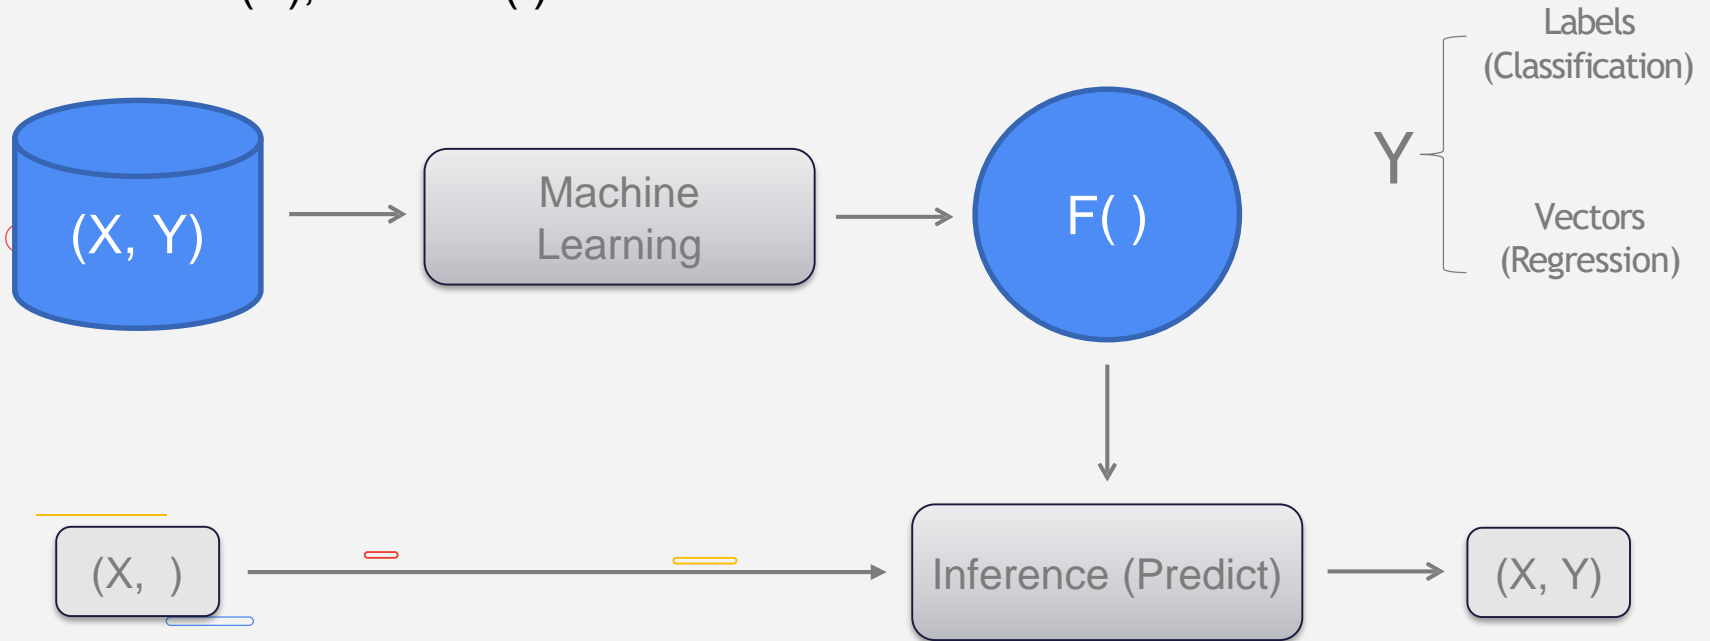 Labels
(Classification)
(X, Y)
Machine
Learning
F( )
Y
Vectors
(Regression)
(X,  )
Inference (Predict)
(X, Y)